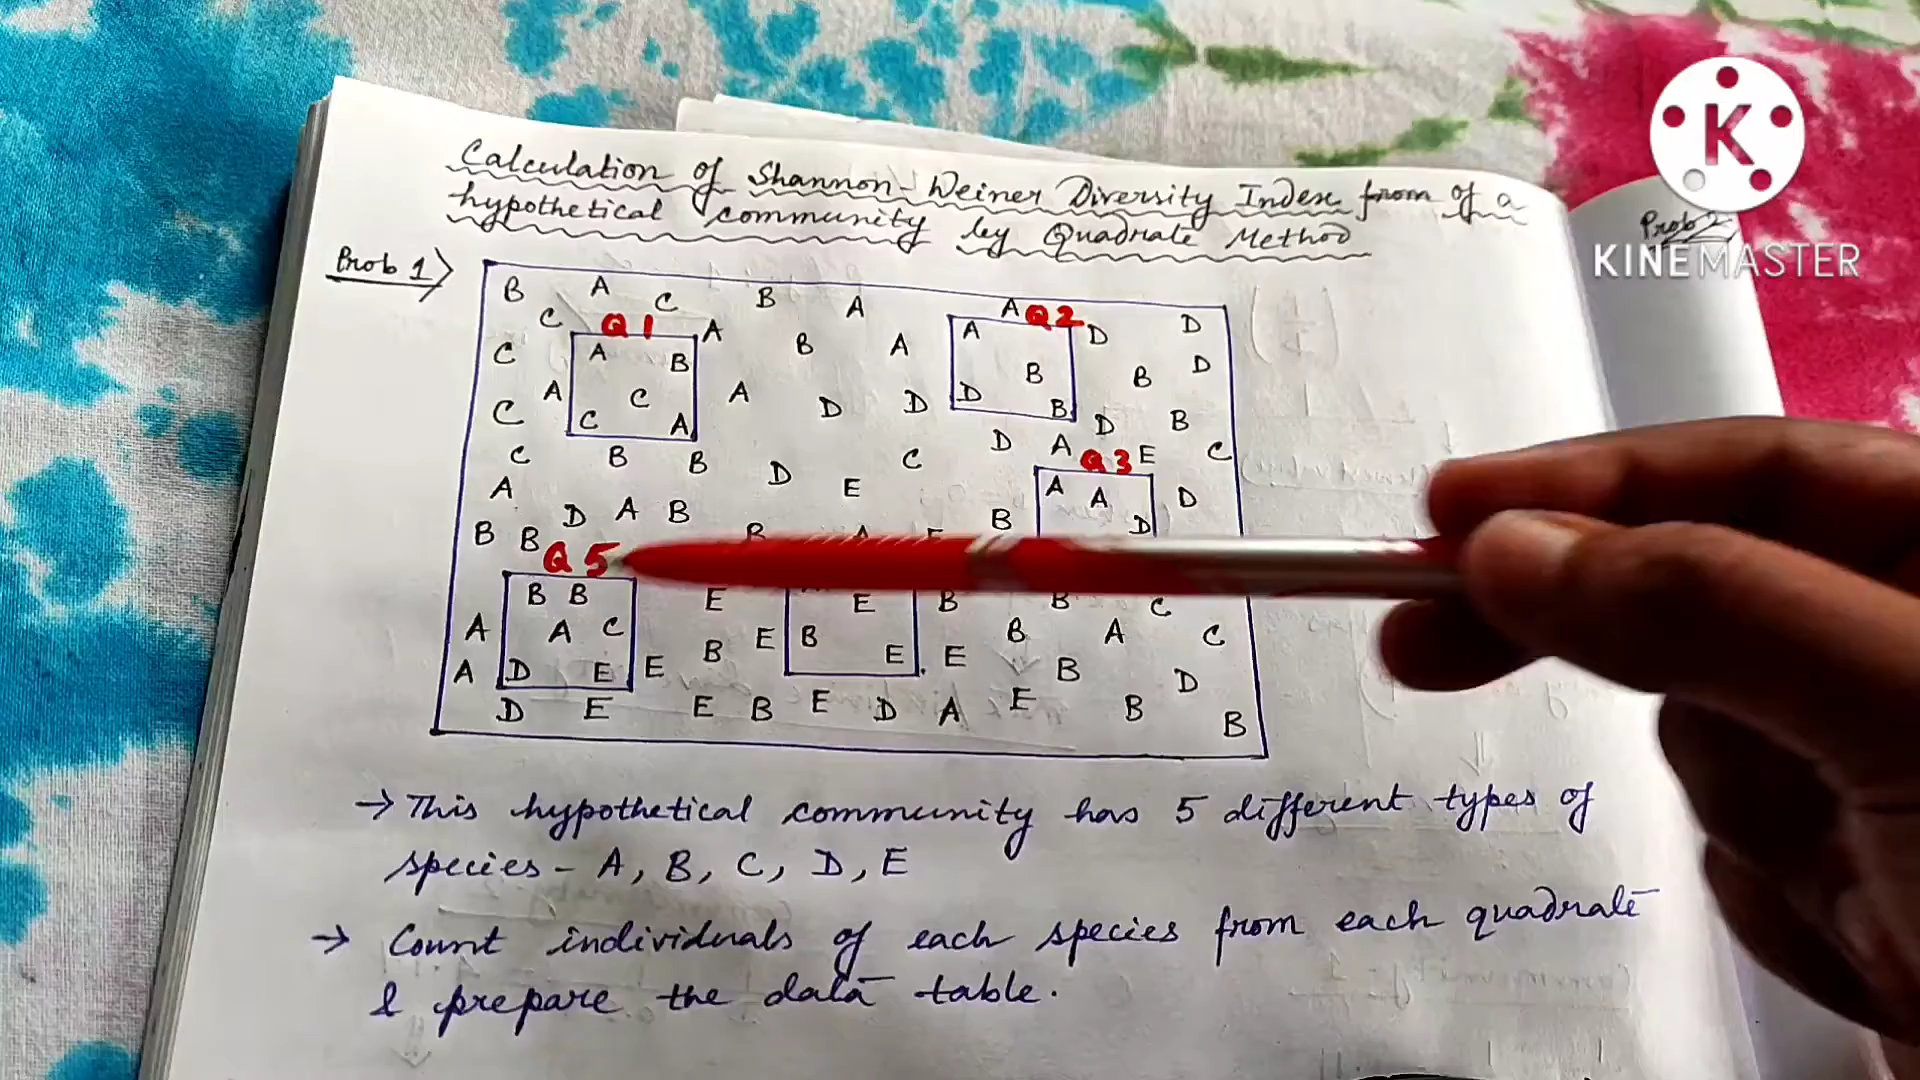 Calculation of Shannon-Weiner Diversity Index from of a
hypothetical community by Quadrate Method
Prob 1>
Prob 2
K
KINEMASTER
B A C B A A Q2 D D
C Q1 A B A A D D
C A B B B
A C A D D D B D B
C C A D A E C
C B B D E C Q3
A A A D
B B D A B B D
Q5 B A E
B B E E B B C
A A C B E B B A C
A D E E E E B D
D E E B E D A E B B
→ This hypothetical community has 5 different types of
species - A, B, C, D, E
→ Count individuals of each species from each quadrate
& prepare the data table.